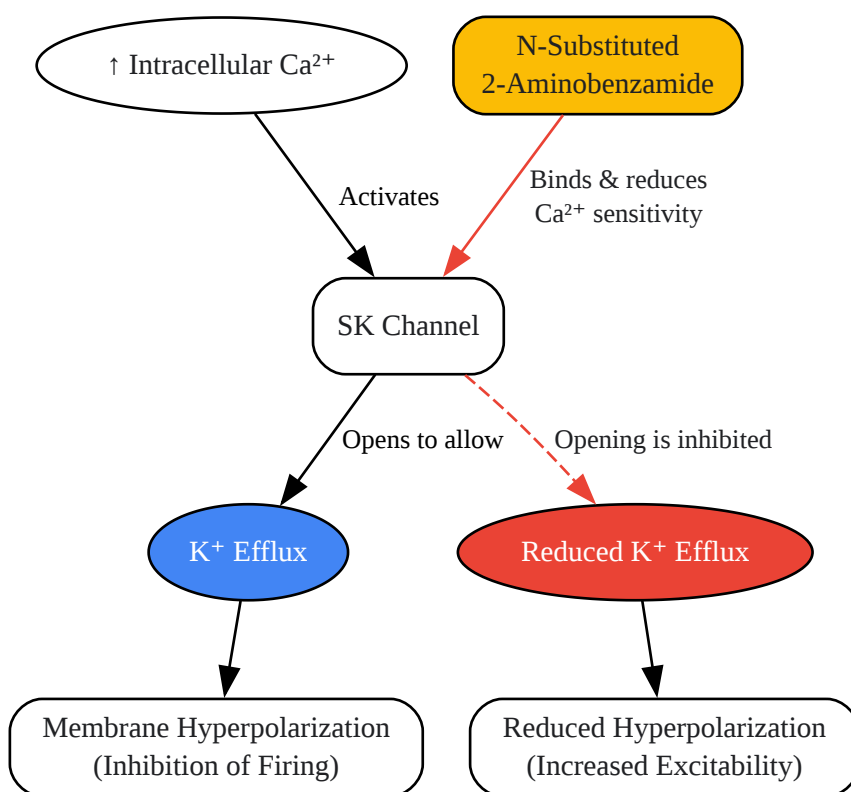 ↑ Intracellular Ca²⁺
N-Substituted
2-Aminobenzamide
Activates
Binds & reduces
Ca²⁺ sensitivity
SK Channel
Opens to allow
Opening is inhibited
K⁺ Efflux
Reduced K⁺ Efflux
Membrane Hyperpolarization
(Inhibition of Firing)
Reduced Hyperpolarization
(Increased Excitability)